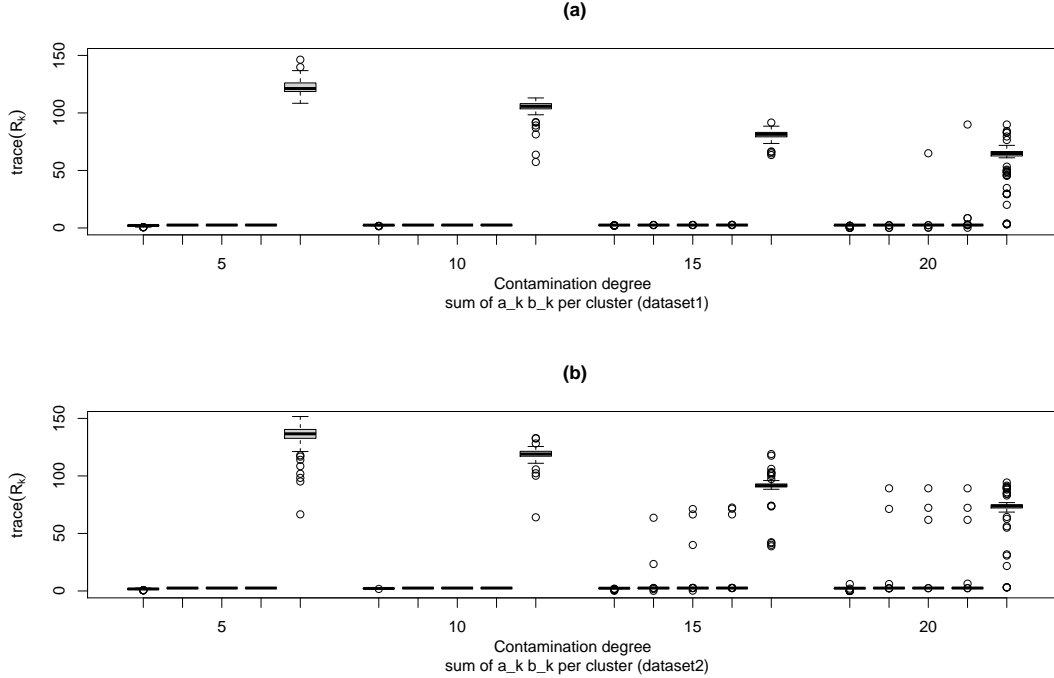 (a)
150
100
50
0
trace(R_k)
5 10 15 20
Contamination degree
sum of a_k b_k per cluster (dataset1)
(b)
150
100
50
0
trace(R_k)
5 10 15 20
Contamination degree
sum of a_k b_k per cluster (dataset2)